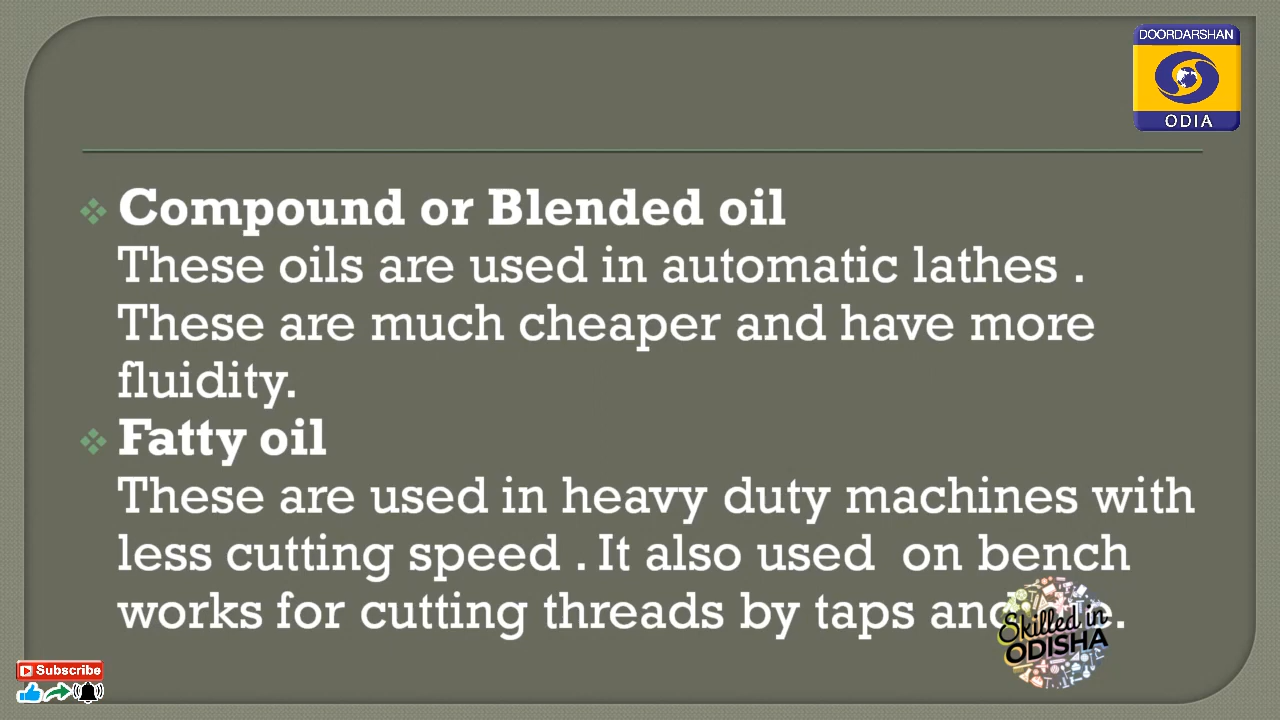 DOORDARSHAN
ODIA
Compound or Blended oil
These oils are used in automatic lathes .
These are much cheaper and have more
fluidity.
Fatty oil
These are used in heavy duty machines with
less cutting speed . It also used  on bench
works for cutting threads by taps and
Skilled in
ODISHA
Subscribe